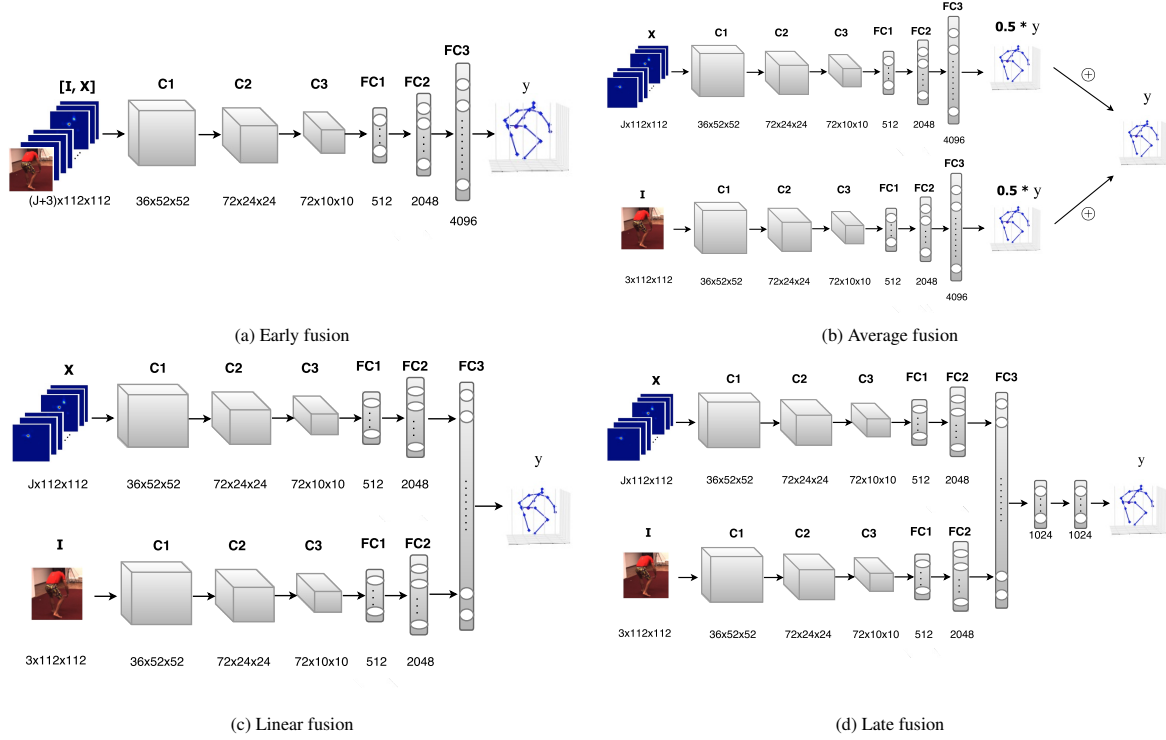 [I, X] C1 C2 C3 FC1 FC2 FC3 y
(J+3)x112x112 36x52x52 72x24x24 72x10x10 512 2048 4096
(a) Early fusion
X C1 C2 C3 FC1 FC2 FC3 0.5 * y
Jx112x112 36x52x52 72x24x24 72x10x10 512 2048 4096
y
I C1 C2 C3 FC1 FC2 FC3 0.5 * y
3x112x112 36x52x52 72x24x24 72x10x10 512 2048 4096
(b) Average fusion
X C1 C2 C3 FC1 FC2 FC3
Jx112x112 36x52x52 72x24x24 72x10x10 512 2048
y
I C1 C2 C3 FC1 FC2
3x112x112 36x52x52 72x24x24 72x10x10 512 2048
(c) Linear fusion
X C1 C2 C3 FC1 FC2 FC3
Jx112x112 36x52x52 72x24x24 72x10x10 512 2048
y
1024 1024
I C1 C2 C3 FC1 FC2
3x112x112 36x52x52 72x24x24 72x10x10 512 2048
(d) Late fusion